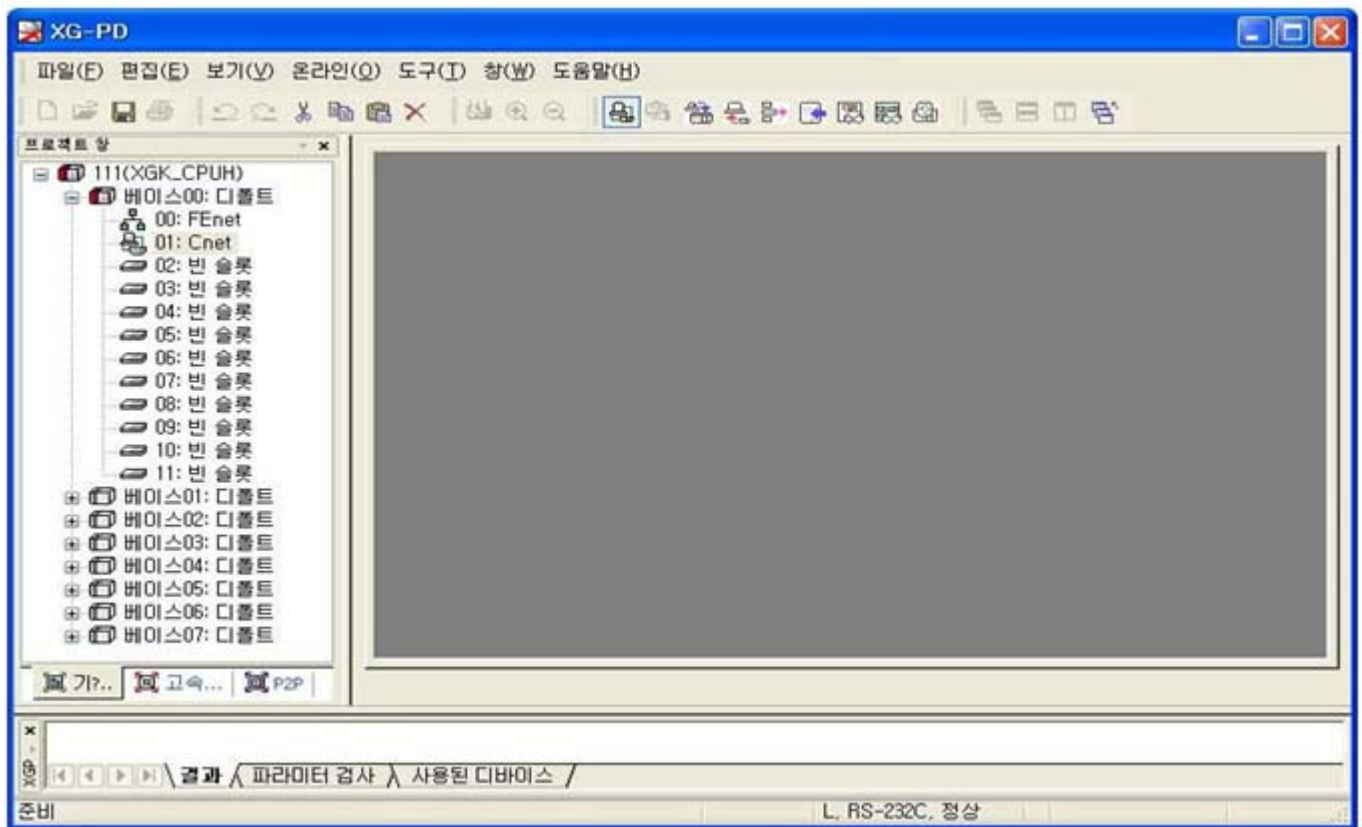 XG-PD
파일(F) 편집(E) 보기(V) 온라인(O) 도구(T) 창(W) 도움말(H)
프로젝트 창
111(XGK_CPUH)
베이스00: 디폴트
00: FEnet
01: Cnet
02: 빈 슬롯
03: 빈 슬롯
04: 빈 슬롯
05: 빈 슬롯
06: 빈 슬롯
07: 빈 슬롯
08: 빈 슬롯
09: 빈 슬롯
10: 빈 슬롯
11: 빈 슬롯
베이스01: 디폴트
베이스02: 디폴트
베이스03: 디폴트
베이스04: 디폴트
베이스05: 디폴트
베이스06: 디폴트
베이스07: 디폴트
기?.. 고속... P2P
XGP
결과 파라미터 검사 사용된 디바이스
준비 L, RS-232C, 정상